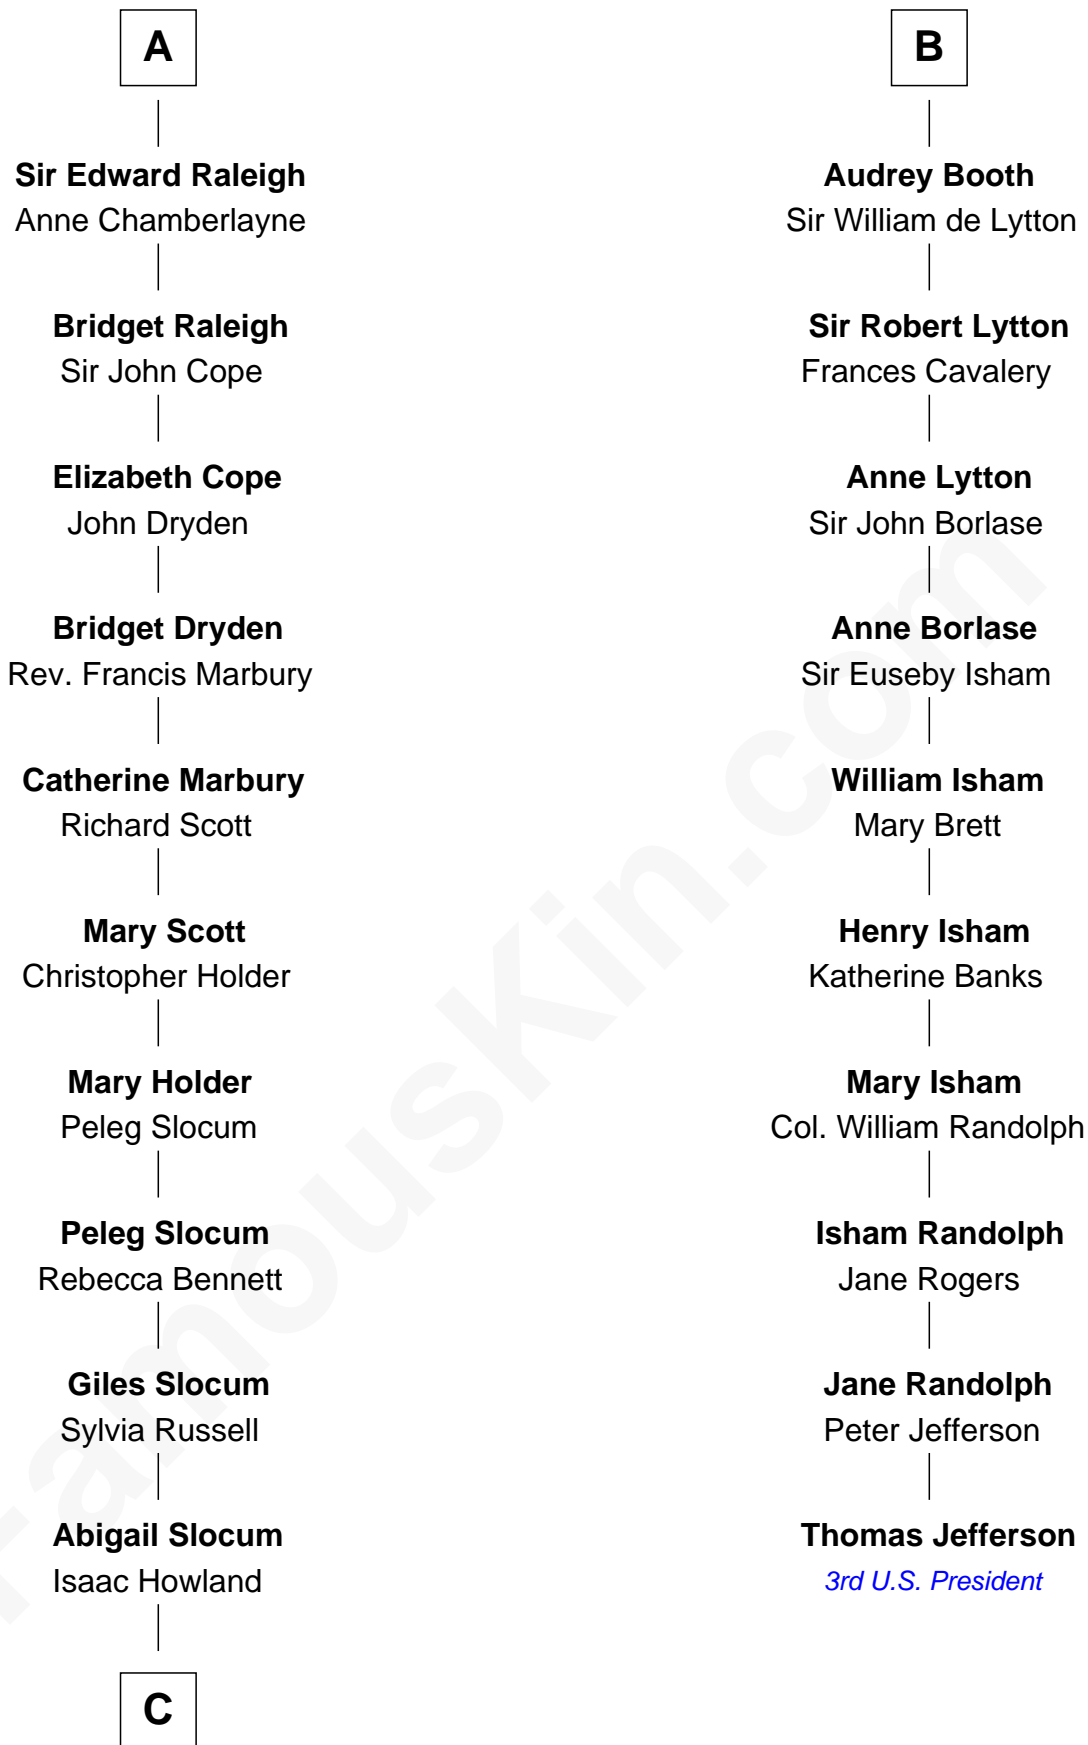 A
Sir Edward Raleigh
Anne Chamberlayne
Bridget Raleigh
Sir John Cope
Elizabeth Cope
John Dryden
Bridget Dryden
Rev. Francis Marbury
Catherine Marbury
Richard Scott
Mary Scott
Christopher Holder
Mary Holder
Peleg Slocum
Peleg Slocum
Rebecca Bennett
Giles Slocum
Sylvia Russell
Abigail Slocum
Isaac Howland
C
B
Audrey Booth
Sir William de Lytton
Sir Robert Lytton
Frances Cavalery
Anne Lytton
Sir John Borlase
Anne Borlase
Sir Euseby Isham
William Isham
Mary Brett
Henry Isham
Katherine Banks
Mary Isham
Col. William Randolph
Isham Randolph
Jane Rogers
Jane Randolph
Peter Jefferson
Thomas Jefferson
3rd U.S. President
FamousKin.com